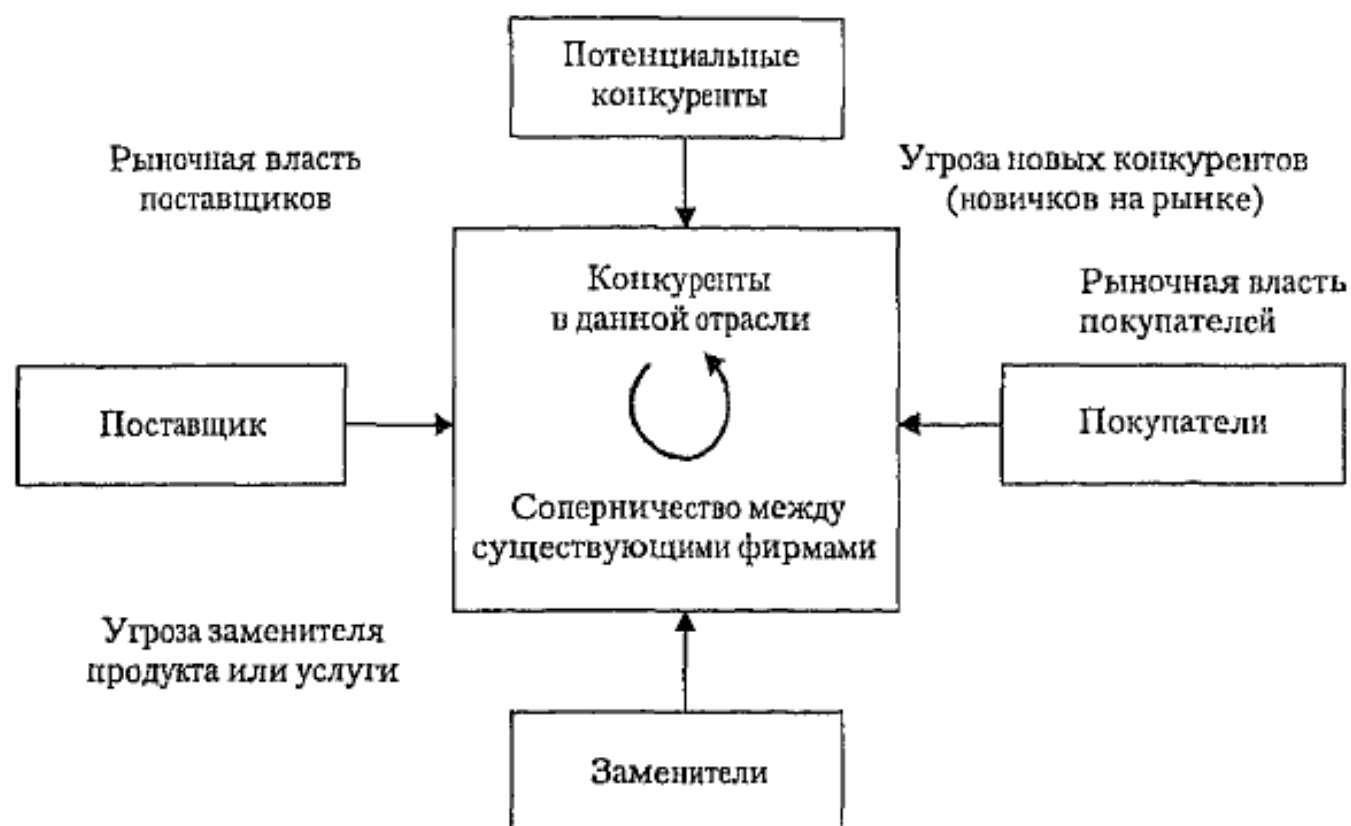 Потенциальные
конкуренты
Рыночная власть
поставщиков
Угроза новых конкурентов
(новичков на рынке)
Конкуренты
в данной отрасли
Рыночная власть
покупателей
Поставщик
Покупатели
Соперничество между
существующими фирмами
Угроза заменителя
продукта или услуги
Заменители